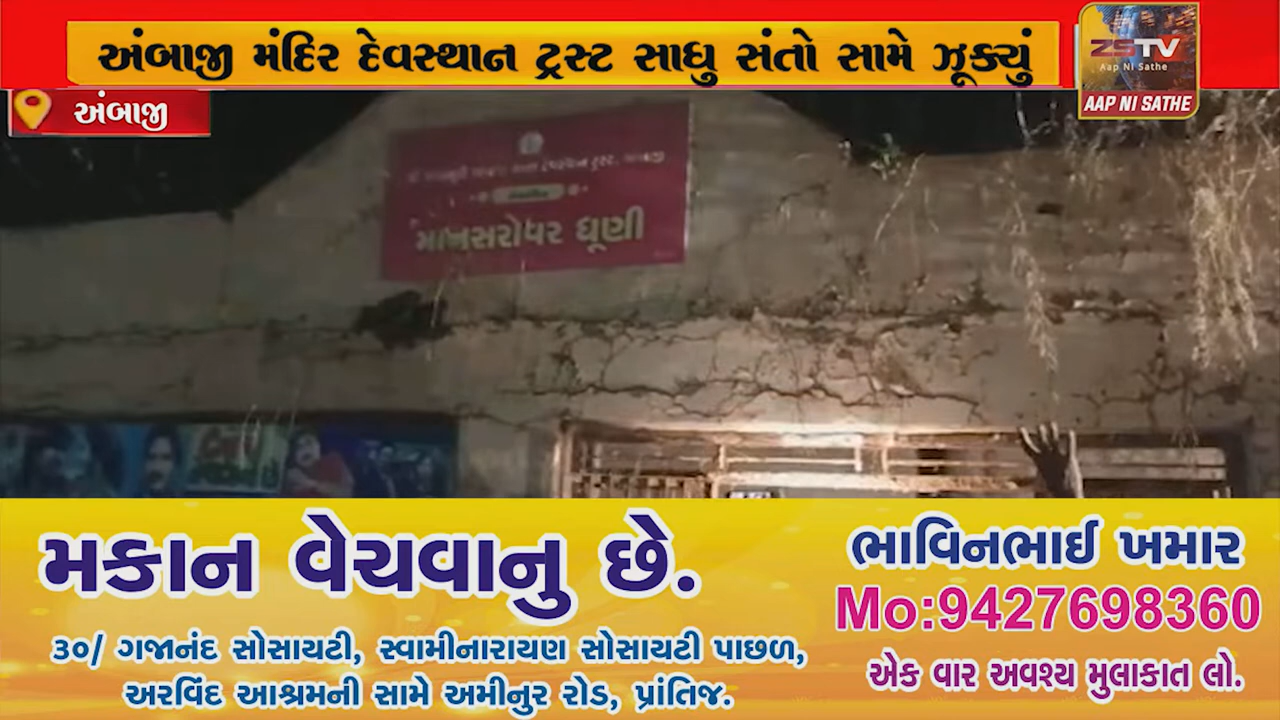 અંબાજી મંદિર દેવસ્થાન ટ્રસ્ટ સાધુ સંતો સામે ઝૂક્યું
ZSTV
Aap Ni Sathe
AAP NI SATHE
અંબાજી
માનસરોવર ધૂણી
મકાન વેચવાનુ છે.
૩૦/ ગજાનંદ સોસાયટી, સ્વામીનારાયણ સોસાયટી પાછળ,
અરવિંદ આશ્રમની સામે અમીનુર રોડ, પ્રાંતિજ.
ભાવિનભાઈ ખમાર
Mo:9427698360
એક વાર અવશ્ય મુલાકાત લો.